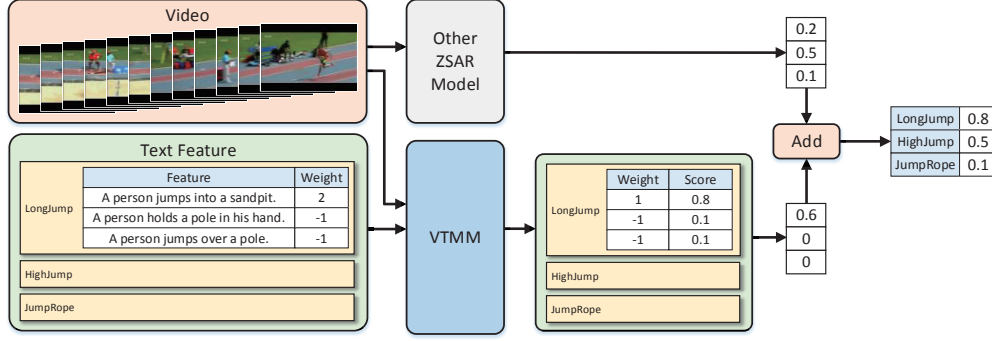 Video
Other
ZSAR
Model
0.2
0.5
0.1
Add
LongJump 0.8
HighJump 0.5
JumpRope 0.1
Text Feature
LongJump
Feature Weight
A person jumps into a sandpit. 2
A person holds a pole in his hand. -1
A person jumps over a pole. -1
HighJump
JumpRope
VTMM
LongJump
Weight Score
1 0.8
-1 0.1
-1 0.1
HighJump
JumpRope
0.6
0
0